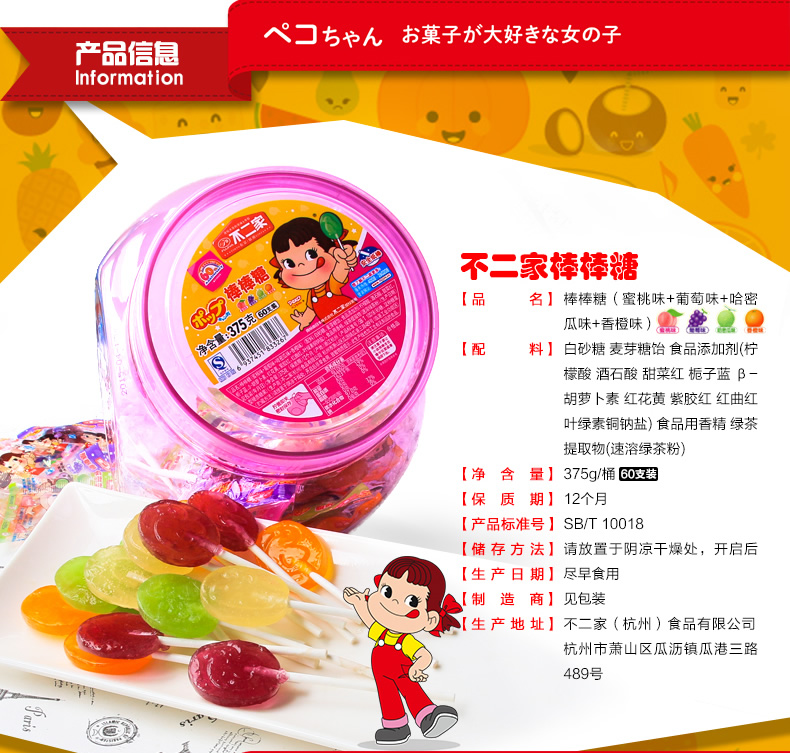 产品信息
Information
ペコちゃん お菓子が大好きな女の子
不二家
ポップ
棒棒糖
净含量:375克(60支装)
6 937451 833267
不二家棒棒糖
【品 名】棒棒糖（蜜桃味+葡萄味+哈密
瓜味+香橙味）
【配 料】白砂糖 麦芽糖饴 食品添加剂(柠
檬酸 酒石酸 甜菜红 栀子蓝 β-
胡萝卜素 红花黄 紫胶红 红曲红
叶绿素铜钠盐) 食品用香精 绿茶
提取物(速溶绿茶粉)
【净 含 量】375g/桶 60支装
【保 质 期】12个月
【产品标准号】SB/T 10018
【储存方法】请放置于阴凉干燥处，开启后
【生产日期】尽早食用
【制 造 商】见包装
【生产地址】不二家（杭州）食品有限公司
杭州市萧山区瓜沥镇瓜港三路
489号
Paris